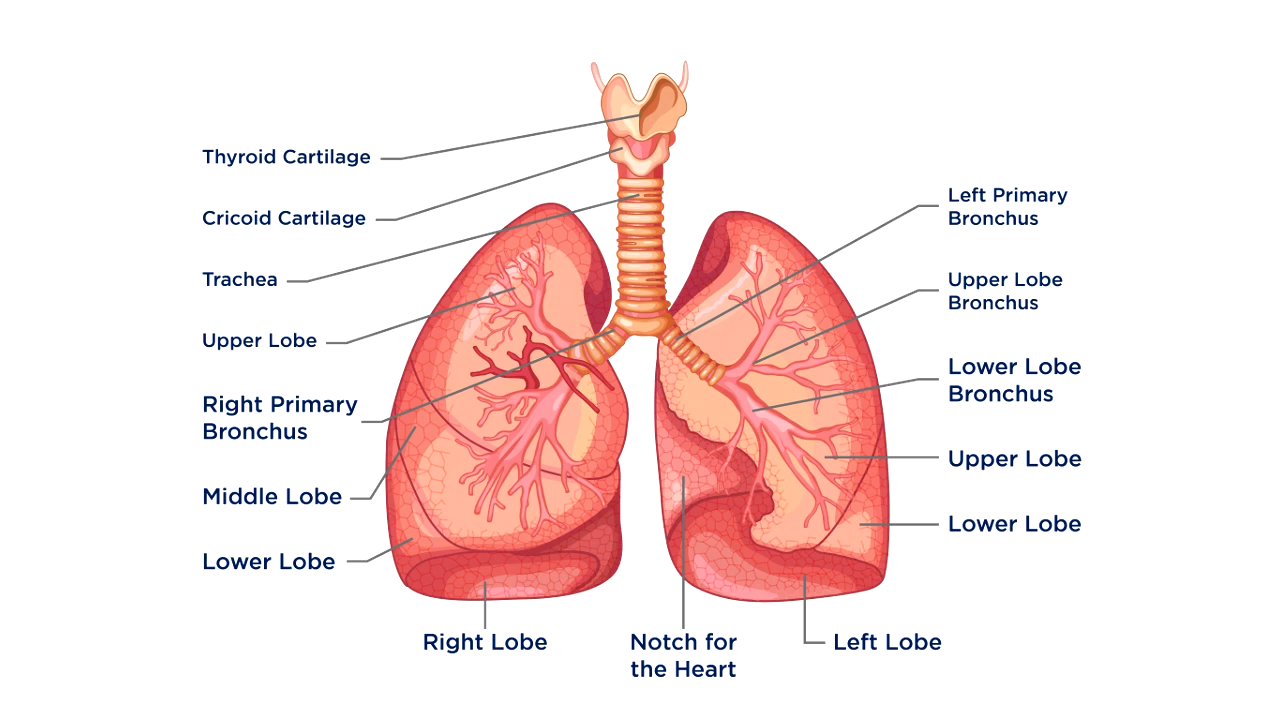 Thyroid Cartilage
Cricoid Cartilage
Trachea
Upper Lobe
Right Primary
Bronchus
Middle Lobe
Lower Lobe
Left Primary
Bronchus
Upper Lobe
Bronchus
Lower Lobe
Bronchus
Upper Lobe
Lower Lobe
Right Lobe
Notch for
the Heart
Left Lobe